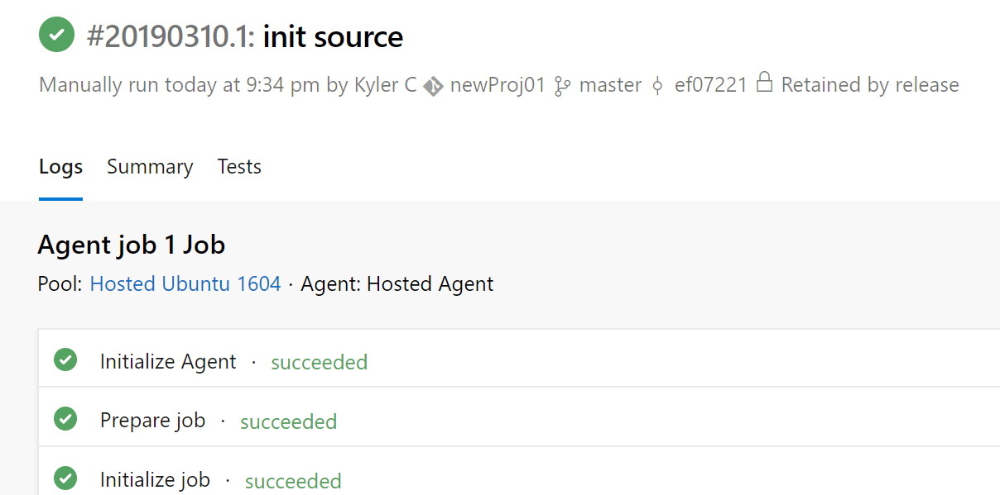 #20190310.1: init source
Manually run today at 9:34 pm by Kyler C newProj01 master ef07221 Retained by release
Logs Summary Tests
Agent job 1 Job
Pool: Hosted Ubuntu 1604 · Agent: Hosted Agent
Initialize Agent · succeeded
Prepare job · succeeded
Initialize job · succeeded